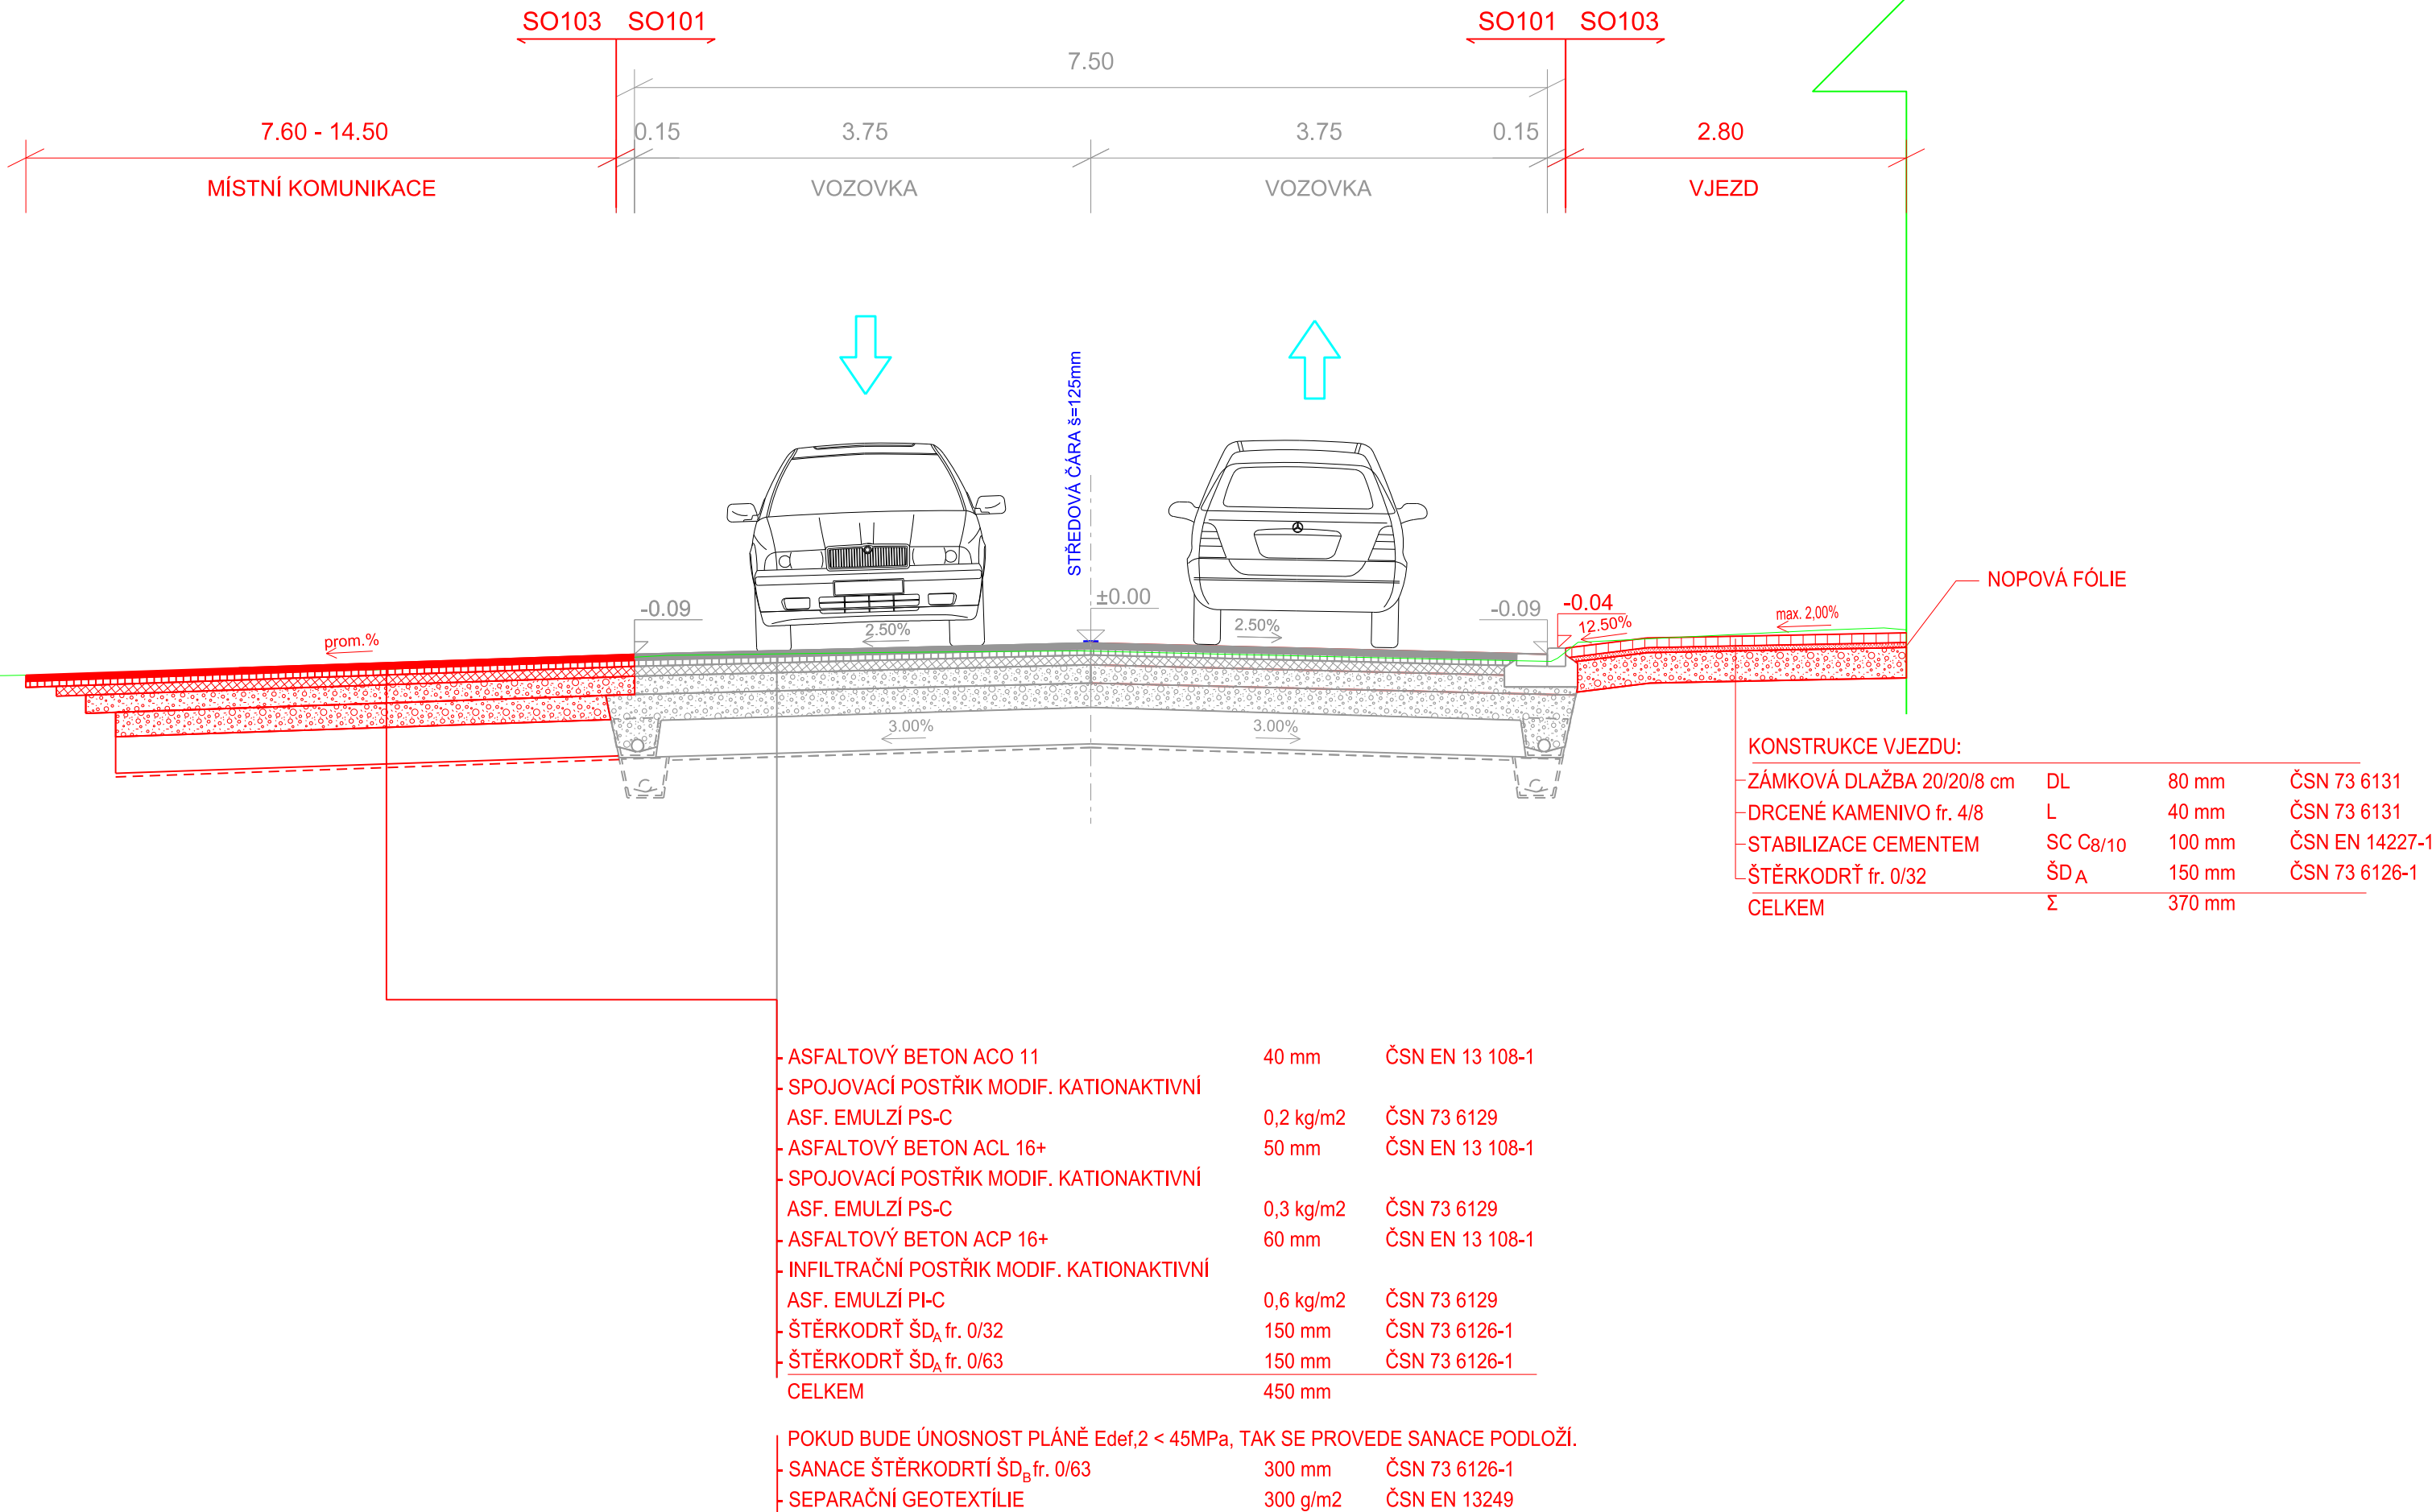 SO103 SO101
SO101 SO103
7.50
7.60 - 14.50
0.15
3.75
3.75
0.15
2.80
MÍSTNÍ KOMUNIKACE
VOZOVKA
VOZOVKA
VJEZD
STŘEDOVÁ ČÁRA š=125mm
NOPOVÁ FÓLIE
-0.09
±0.00
-0.09
-0.04
prom.%
2.50%
2.50%
12.50%
max. 2,00%
3.00%
3.00%
KONSTRUKCE VJEZDU:
ZÁMKOVÁ DLAŽBA 20/20/8 cm DL 80 mm ČSN 73 6131
DRCENÉ KAMENIVO fr. 4/8 L 40 mm ČSN 73 6131
STABILIZACE CEMENTEM SC C8/10 100 mm ČSN EN 14227-1
ŠTĚRKODRŤ fr. 0/32 ŠD A 150 mm ČSN 73 6126-1
CELKEM Σ 370 mm
ASFALTOVÝ BETON ACO 11 40 mm ČSN EN 13 108-1
SPOJOVACÍ POSTŘIK MODIF. KATIONAKTIVNÍ
ASF. EMULZÍ PS-C 0,2 kg/m2 ČSN 73 6129
ASFALTOVÝ BETON ACL 16+ 50 mm ČSN EN 13 108-1
SPOJOVACÍ POSTŘIK MODIF. KATIONAKTIVNÍ
ASF. EMULZÍ PS-C 0,3 kg/m2 ČSN 73 6129
ASFALTOVÝ BETON ACP 16+ 60 mm ČSN EN 13 108-1
INFILTRAČNÍ POSTŘIK MODIF. KATIONAKTIVNÍ
ASF. EMULZÍ PI-C 0,6 kg/m2 ČSN 73 6129
ŠTĚRKODRŤ ŠDA fr. 0/32 150 mm ČSN 73 6126-1
ŠTĚRKODRŤ ŠDA fr. 0/63 150 mm ČSN 73 6126-1
CELKEM 450 mm
POKUD BUDE ÚNOSNOST PLÁNĚ Edef,2 < 45MPa, TAK SE PROVEDE SANACE PODLOŽÍ.
SANACE ŠTĚRKODRTÍ ŠDB fr. 0/63 300 mm ČSN 73 6126-1
SEPARAČNÍ GEOTEXTÍLIE 300 g/m2 ČSN EN 13249